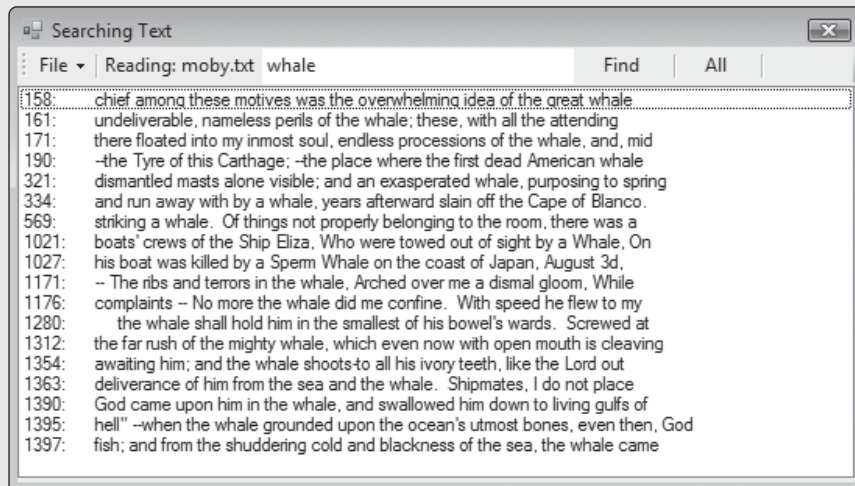 Searching Text
File Reading: moby.txt whale Find All
158: chief among these motives was the overwhelming idea of the great whale
161: undeliverable, nameless perils of the whale; these, with all the attending
171: there floated into my inmost soul, endless processions of the whale, and, mid
190: --the Tyre of this Carthage; --the place where the first dead American whale
321: dismantled masts alone visible; and an exasperated whale, purposing to spring
334: and run away with by a whale, years afterward slain off the Cape of Blanco.
569: striking a whale. Of things not properly belonging to the room, there was a
1021: boats' crews of the Ship Eliza, Who were towed out of sight by a Whale, On
1027: his boat was killed by a Sperm Whale on the coast of Japan, August 3d,
1171: -- The ribs and terrors in the whale, Arched over me a dismal gloom, While
1176: complaints -- No more the whale did me confine. With speed he flew to my
1280: the whale shall hold him in the smallest of his bowel's wards. Screwed at
1312: the far rush of the mighty whale, which even now with open mouth is cleaving
1354: awaiting him; and the whale shoots-to all his ivory teeth, like the Lord out
1363: deliverance of him from the sea and the whale. Shipmates, I do not place
1390: God came upon him in the whale, and swallowed him down to living gulfs of
1395: hell" --when the whale grounded upon the ocean's utmost bones, even then, God
1397: fish; and from the shuddering cold and blackness of the sea, the whale came